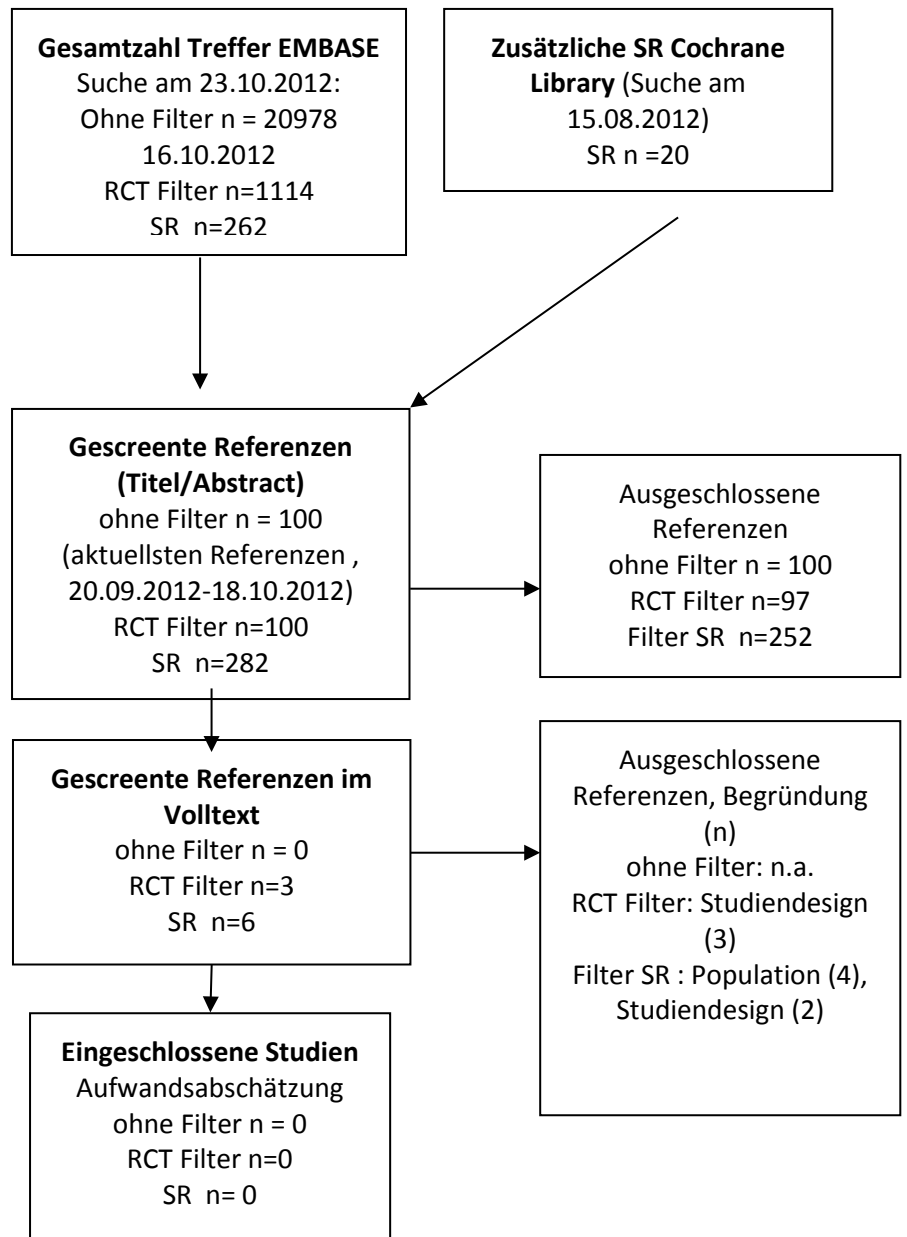 Gesamtzahl Treffer EMBASE
Suche am 23.10.2012:
Ohne Filter n = 20978
16.10.2012
RCT Filter n=1114
SR n=262
Zusätzliche SR Cochrane
Library (Suche am
15.08.2012)
SR n =20
Gescreente Referenzen
(Titel/Abstract)
ohne Filter n = 100
(aktuellsten Referenzen ,
20.09.2012-18.10.2012)
RCT Filter n=100
SR n=282
Ausgeschlossene
Referenzen
ohne Filter n = 100
RCT Filter n=97
Filter SR n=252
Gescreente Referenzen im
Volltext
ohne Filter n = 0
RCT Filter n=3
SR n=6
Ausgeschlossene
Referenzen, Begründung
(n)
ohne Filter: n.a.
RCT Filter: Studiendesign
(3)
Filter SR : Population (4),
Studiendesign (2)
Eingeschlossene Studien
Aufwandsabschätzung
ohne Filter n = 0
RCT Filter n=0
SR n= 0